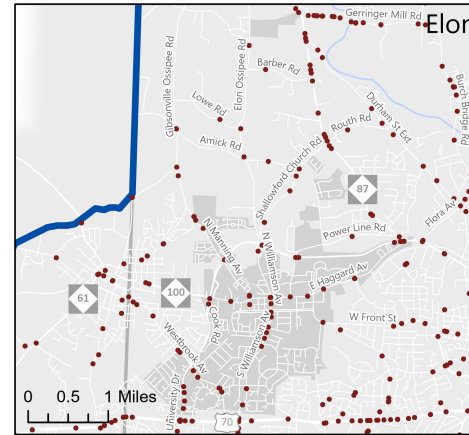 Gerringer Mill Rd
Elon
Gibsonville Ossipee Rd
Elon Ossipee Rd
Barber Rd
Burch Bridge Rd
Lowe Rd
Durham St Ext
Routh Rd
Amick Rd
Shallowford Church Rd
87
Flora Av
N Manning Av
N Williamson Av
Power Line Rd
E Haggard Av
61
100
Cook Rd
W Front St
Westbrook Av
S Williamson Av
University Dr
0 0.5 1 Miles
70